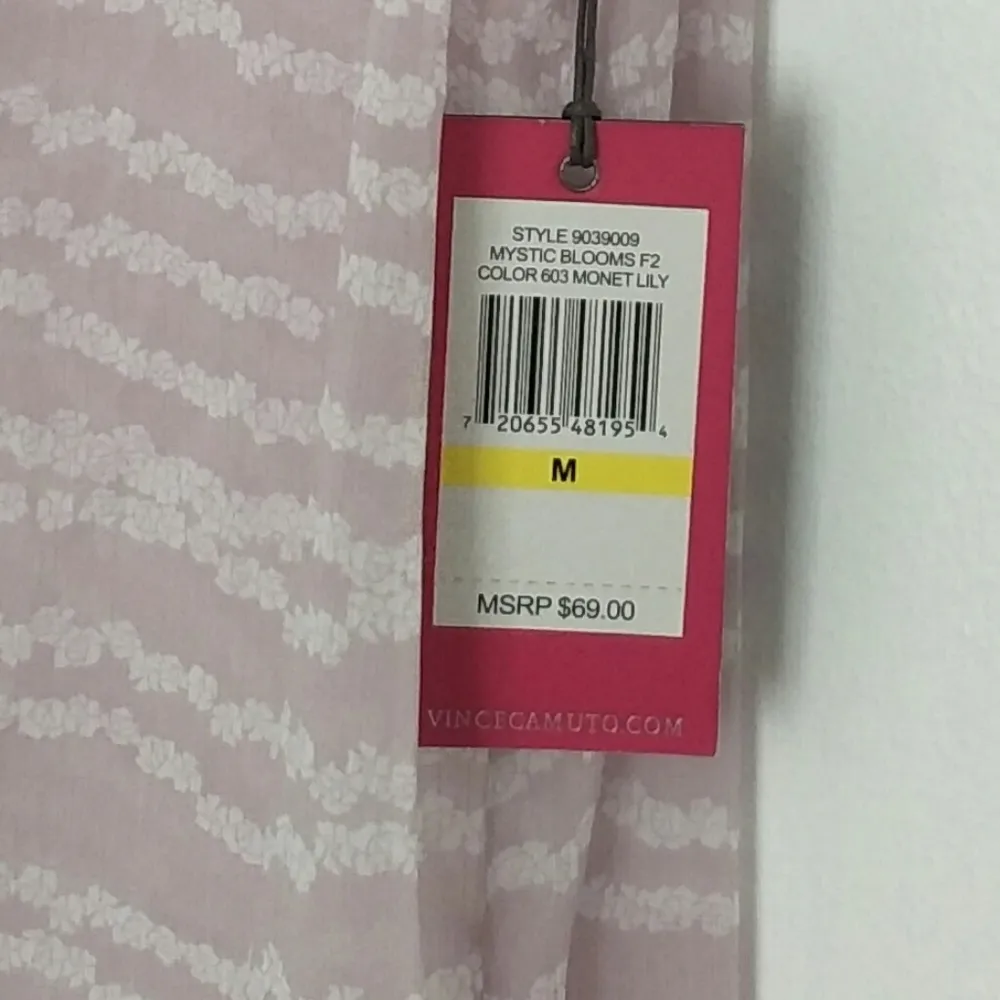 STYLE 9039009
MYSTIC BLOOMS F2
COLOR 603 MONET LILY
7 20655 48195 4
M
MSRP $69.00
VINCECAMUTO.COM